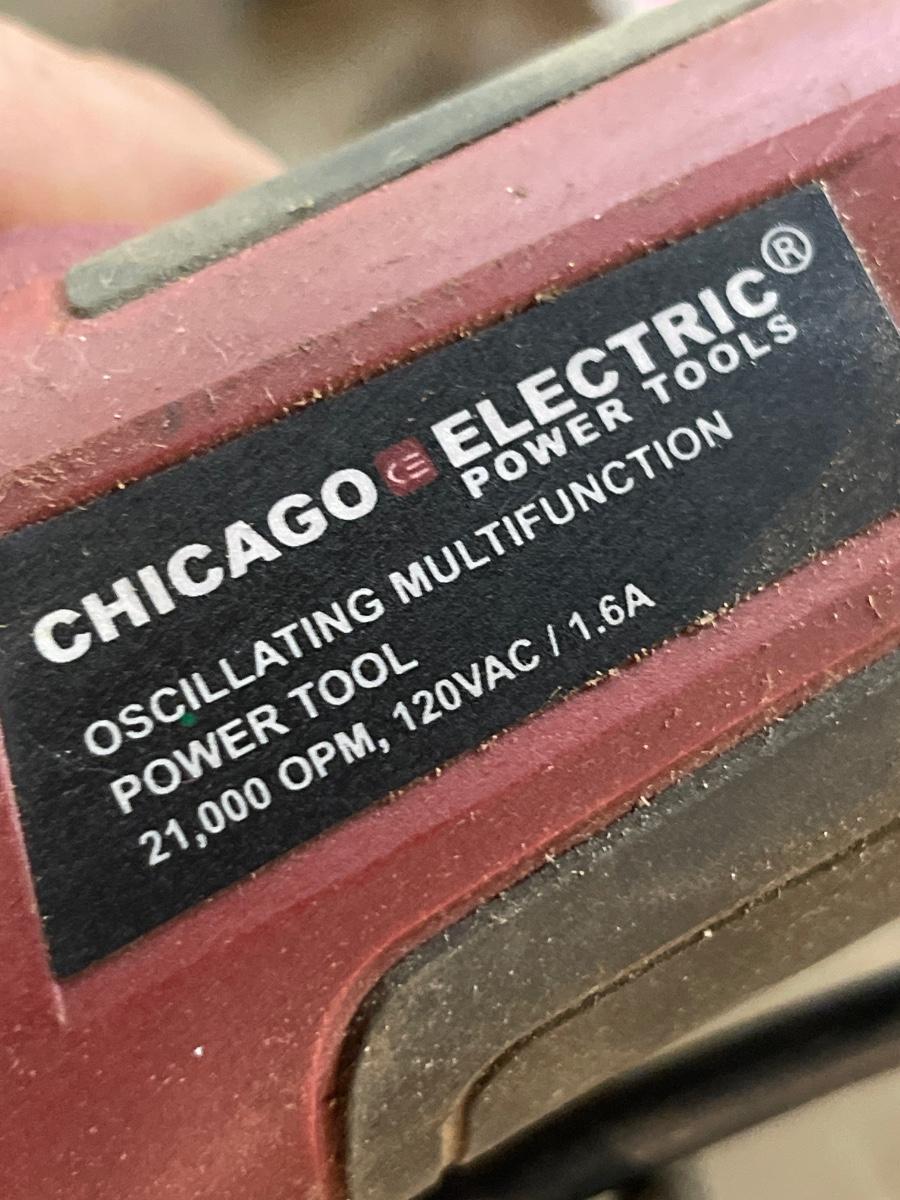 CHICAGO ELECTRIC®
POWER TOOLS
OSCILLATING MULTIFUNCTION
POWER TOOL
21,000 OPM, 120VAC / 1.6A